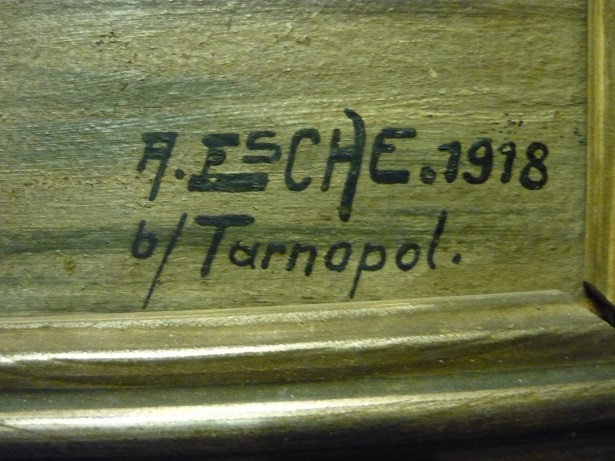 A. ESCHE. 1918
b/ Tarnopol.